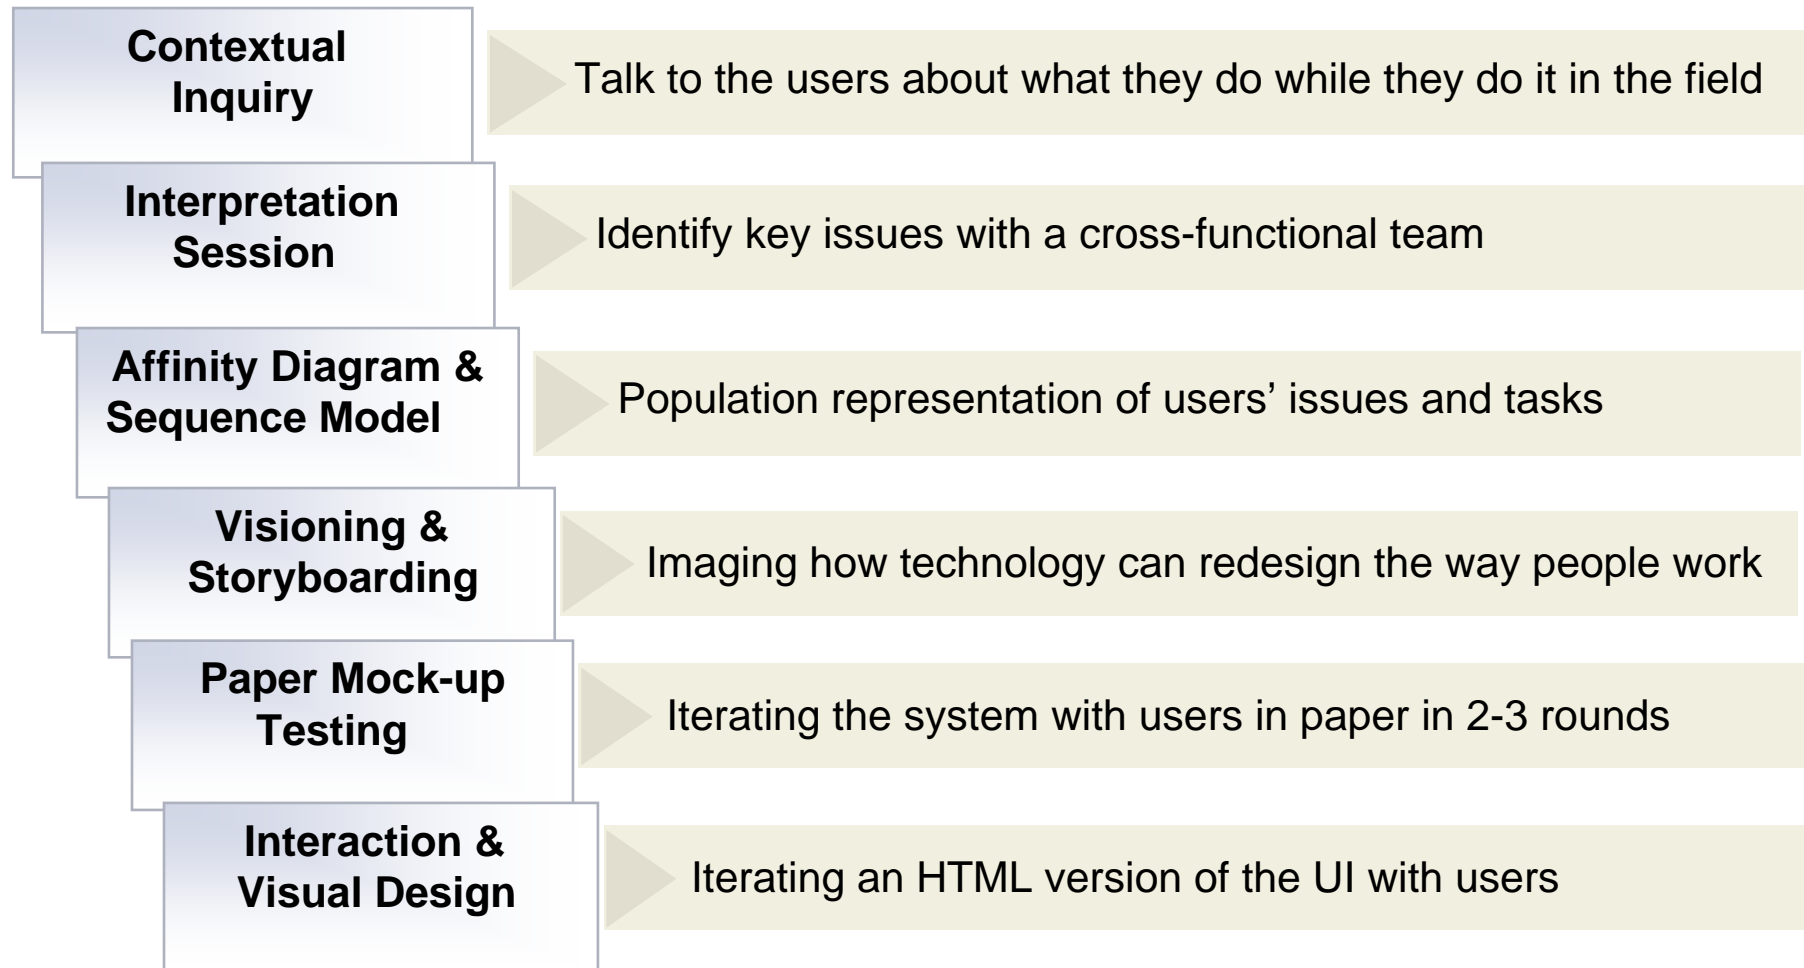 Contextual
Inquiry
Talk to the users about what they do while they do it in the field
Interpretation
Session
Identify key issues with a cross-functional team
Affinity Diagram &
Sequence Model
Population representation of users’ issues and tasks
Visioning &
Storyboarding
Imaging how technology can redesign the way people work
Paper Mock-up
Testing
Iterating the system with users in paper in 2-3 rounds
Interaction &
Visual Design
Iterating an HTML version of the UI with users